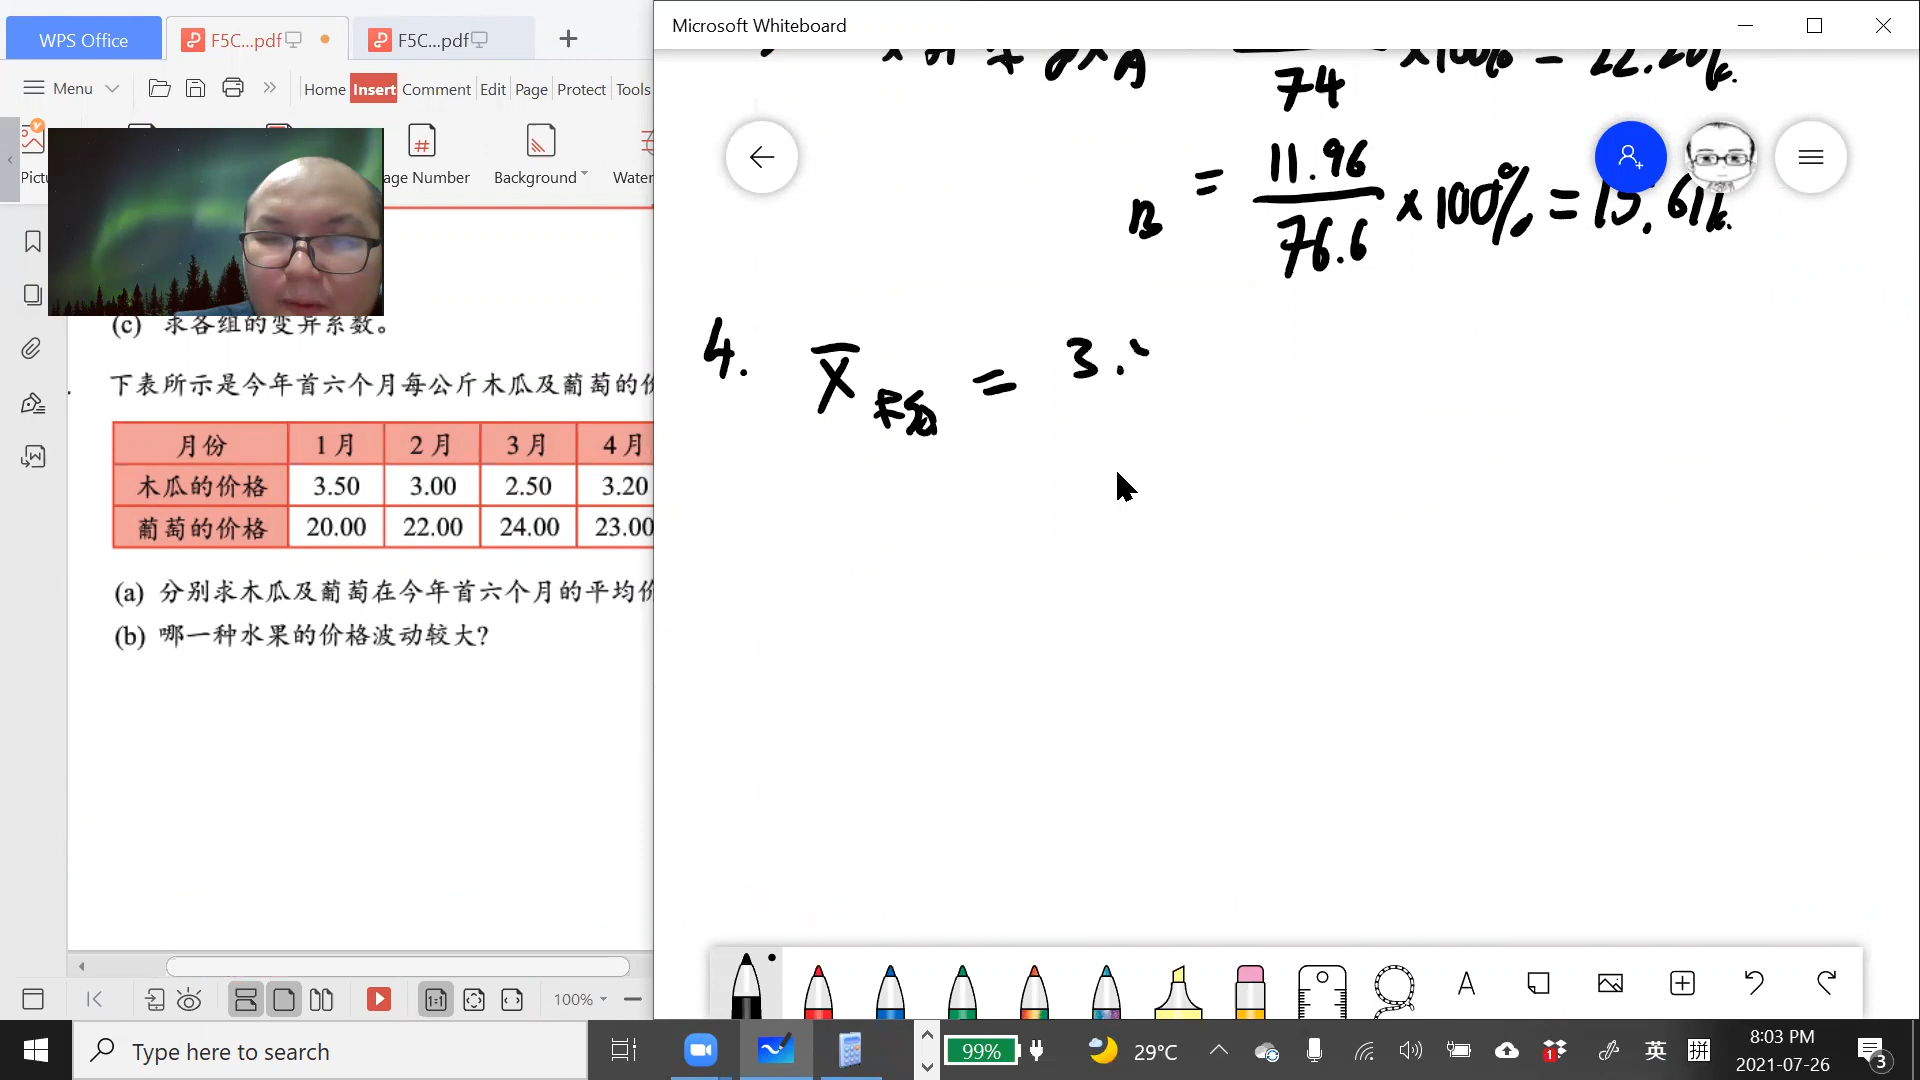 Microsoft Whiteboard
WPS Office
F5C...pdf
F5C...pdf
Menu
Home Insert Comment Edit Page Protect Tools
Pictu
age Number
Background
Water
(c) 求各组的变异系数。
下表所示是今年首六个月每公斤木瓜及葡萄的价
月份 1月 2月 3月 4月
木瓜的价格 3.50 3.00 2.50 3.20
葡萄的价格 20.00 22.00 24.00 23.00
(a) 分别求木瓜及葡萄在今年首六个月的平均价
(b) 哪一种水果的价格波动较大?
74 ×100% = 22.20%.
B = 11.96 / 76.6 ×100% = 15.61%.
4. X̄ = 3.
100%
Type here to search
99%
29°C
英
拼
8:03 PM
2021-07-26
1
3